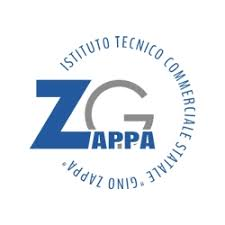 ISTITUTO TECNICO COMMERCIALE STATALE "GINO ZAPPA"
ZG
APPA